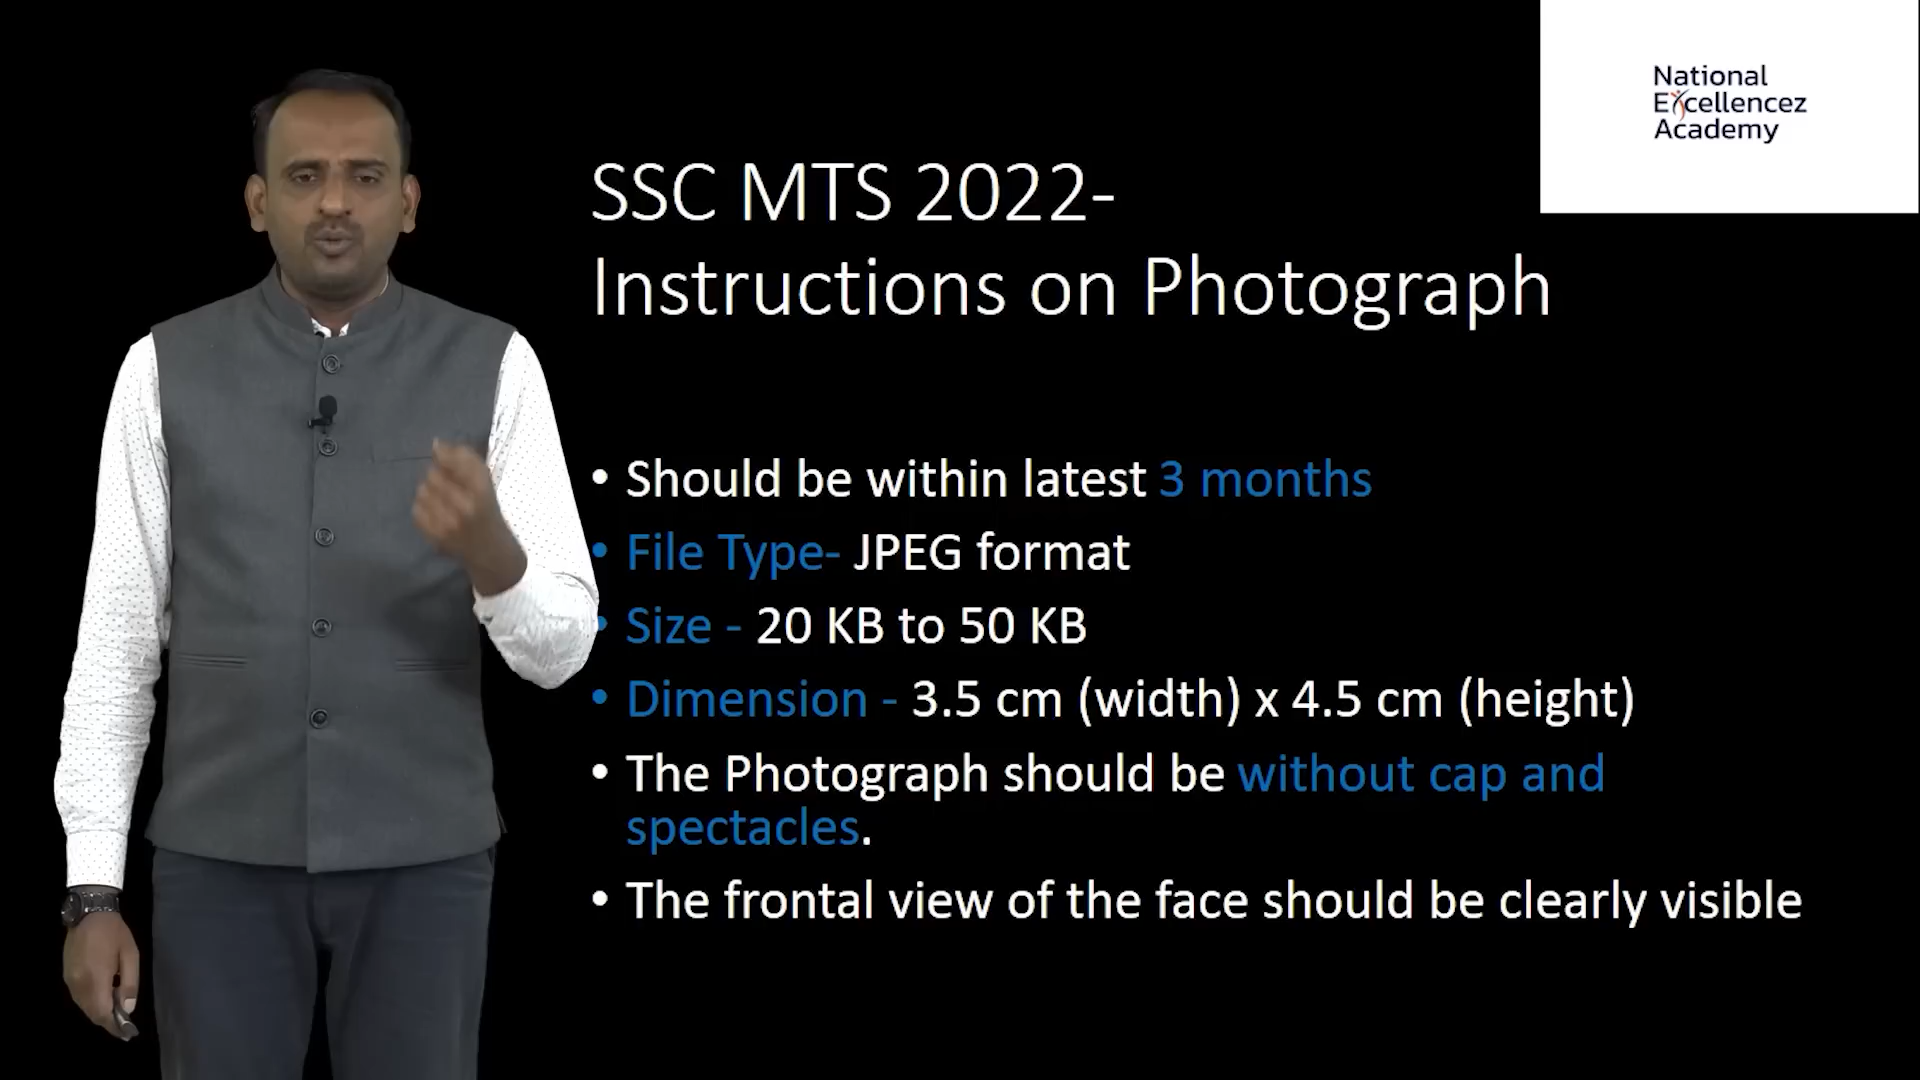 National
Excellencez
Academy
SSC MTS 2022-
Instructions on Photograph
• Should be within latest 3 months
• File Type- JPEG format
• Size - 20 KB to 50 KB
• Dimension - 3.5 cm (width) x 4.5 cm (height)
• The Photograph should be without cap and
spectacles.
• The frontal view of the face should be clearly visible